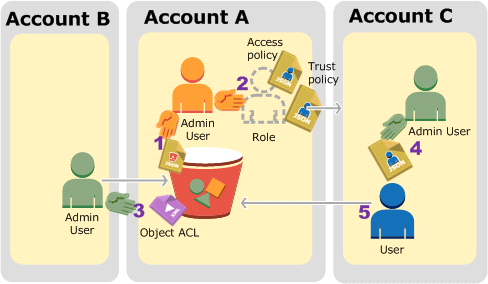 Account B
Account A
Account C
Access
policy
Trust
policy
2
Admin
User
Role
Admin User
1
4
Admin
User
3
5
Object ACL
User